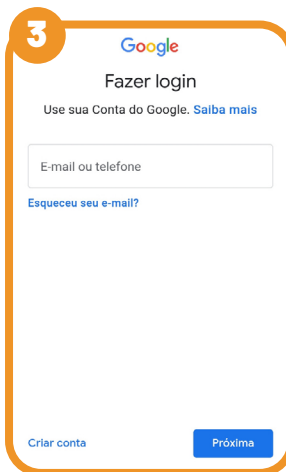 3
Google
Fazer login
Use sua Conta do Google. Saiba mais
E-mail ou telefone
Esqueceu seu e-mail?
Criar conta
Próxima